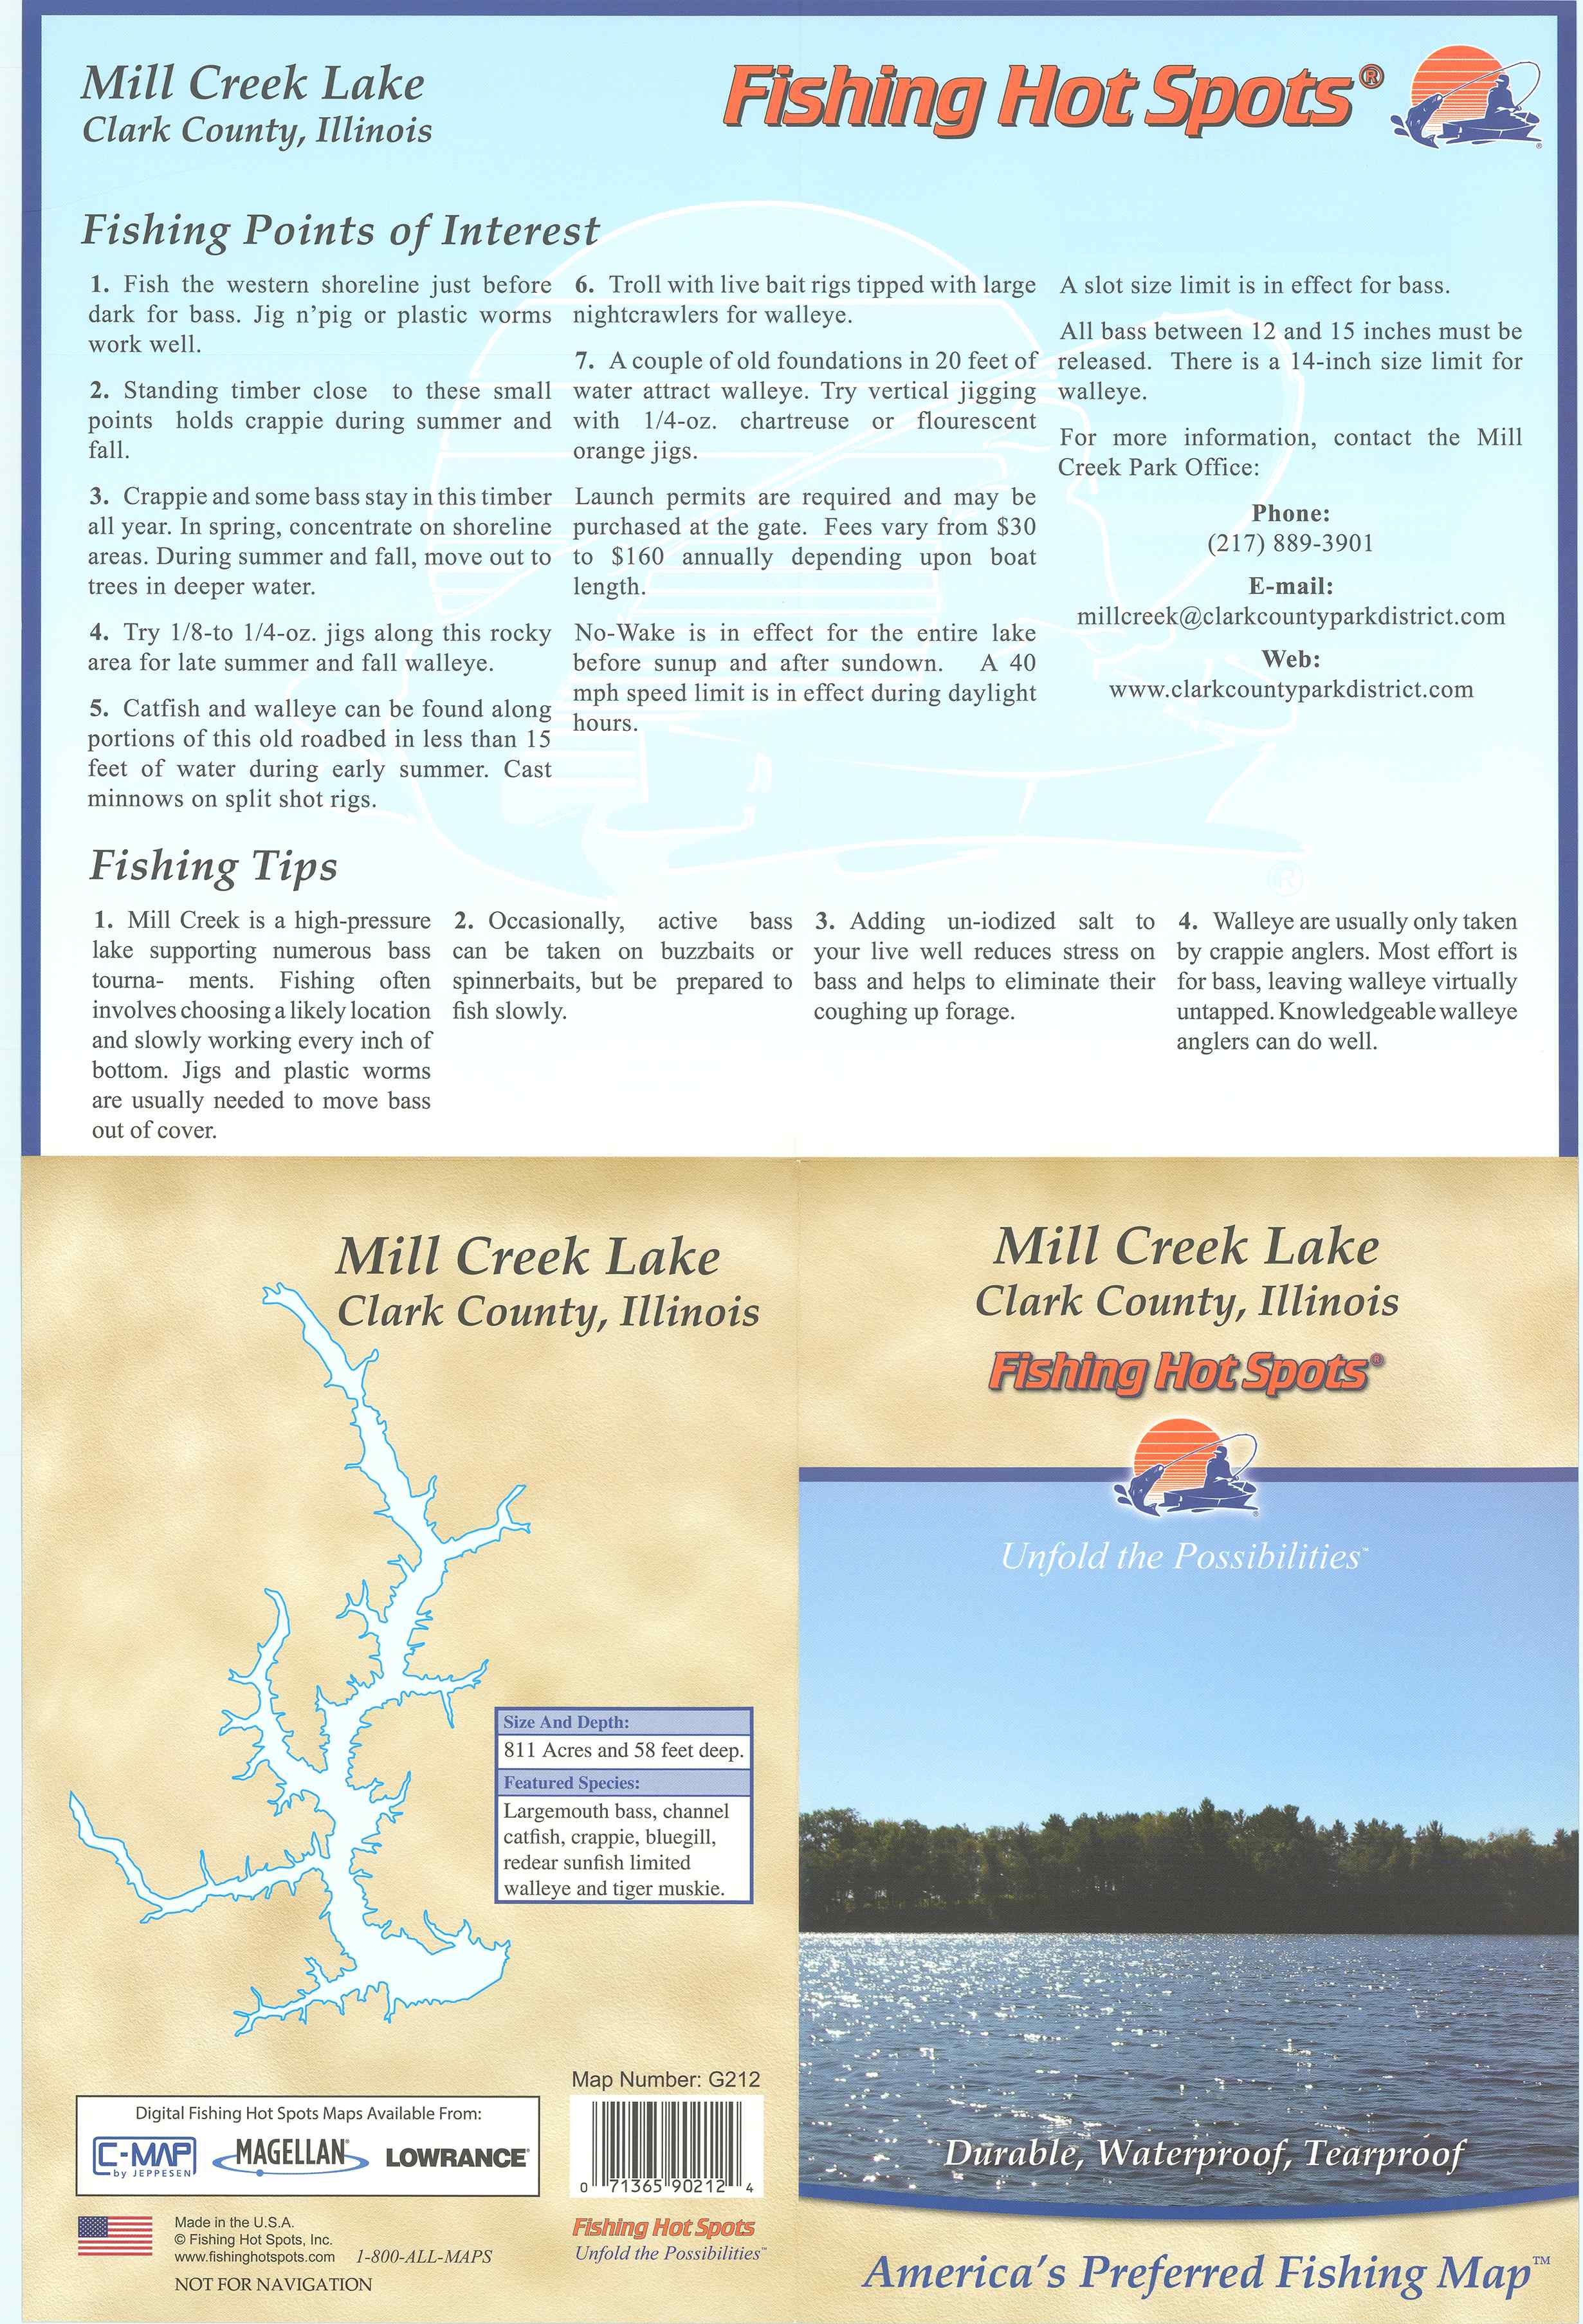 Mill Creek Lake
Clark County, Illinois
Fishing Hot Spots®
Fishing Points of Interest
1. Fish the western shoreline just before
dark for bass. Jig n'pig or plastic worms
work well.
2. Standing timber close to these small
points holds crappie during summer and
fall.
3. Crappie and some bass stay in this timber
all year. In spring, concentrate on shoreline
areas. During summer and fall, move out to
trees in deeper water.
4. Try 1/8-to 1/4-oz. jigs along this rocky
area for late summer and fall walleye.
5. Catfish and walleye can be found along
portions of this old roadbed in less than 15
feet of water during early summer. Cast
minnows on split shot rigs.
6. Troll with live bait rigs tipped with large
nightcrawlers for walleye.
7. A couple of old foundations in 20 feet of
water attract walleye. Try vertical jigging
with 1/4-oz. chartreuse or flourescent
orange jigs.
Launch permits are required and may be
purchased at the gate. Fees vary from $30
to $160 annually depending upon boat
length.
No-Wake is in effect for the entire lake
before sunup and after sundown. A 40
mph speed limit is in effect during daylight
hours.
A slot size limit is in effect for bass.
All bass between 12 and 15 inches must be
released. There is a 14-inch size limit for
walleye.
For more information, contact the Mill
Creek Park Office:
Phone:
(217) 889-3901
E-mail:
millcreek@clarkcountyparkdistrict.com
Web:
www.clarkcountyparkdistrict.com
®
Fishing Tips
1. Mill Creek is a high-pressure
lake supporting numerous bass
tourna- ments. Fishing often
involves choosing a likely location
and slowly working every inch of
bottom. Jigs and plastic worms
are usually needed to move bass
out of cover.
2. Occasionally, active bass
can be taken on buzzbaits or
spinnerbaits, but be prepared to
fish slowly.
3. Adding un-iodized salt to
your live well reduces stress on
bass and helps to eliminate their
coughing up forage.
4. Walleye are usually only taken
by crappie anglers. Most effort is
for bass, leaving walleye virtually
untapped. Knowledgeable walleye
anglers can do well.
Mill Creek Lake
Clark County, Illinois
Size And Depth:
811 Acres and 58 feet deep.
Featured Species:
Largemouth bass, channel
catfish, crappie, bluegill,
redear sunfish limited
walleye and tiger muskie.
Map Number: G212
0 71365 90212 4
Digital Fishing Hot Spots Maps Available From:
C-MAP
by JEPPESEN
MAGELLAN®
LOWRANCE®
Made in the U.S.A.
© Fishing Hot Spots, Inc.
www.fishinghotspots.com 1-800-ALL-MAPS
NOT FOR NAVIGATION
Fishing Hot Spots
Unfold the Possibilities™
Mill Creek Lake
Clark County, Illinois
Fishing Hot Spots®
Unfold the Possibilities™
Durable, Waterproof, Tearproof
America's Preferred Fishing Map™